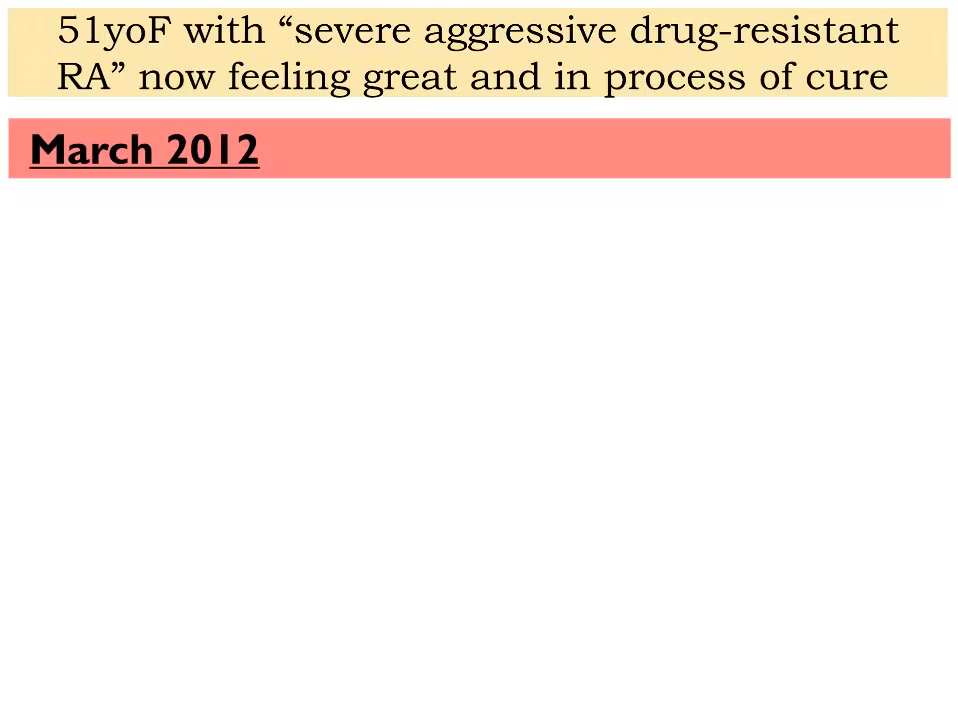 51yoF with “severe aggressive drug-resistant
RA” now feeling great and in process of cure
March 2012